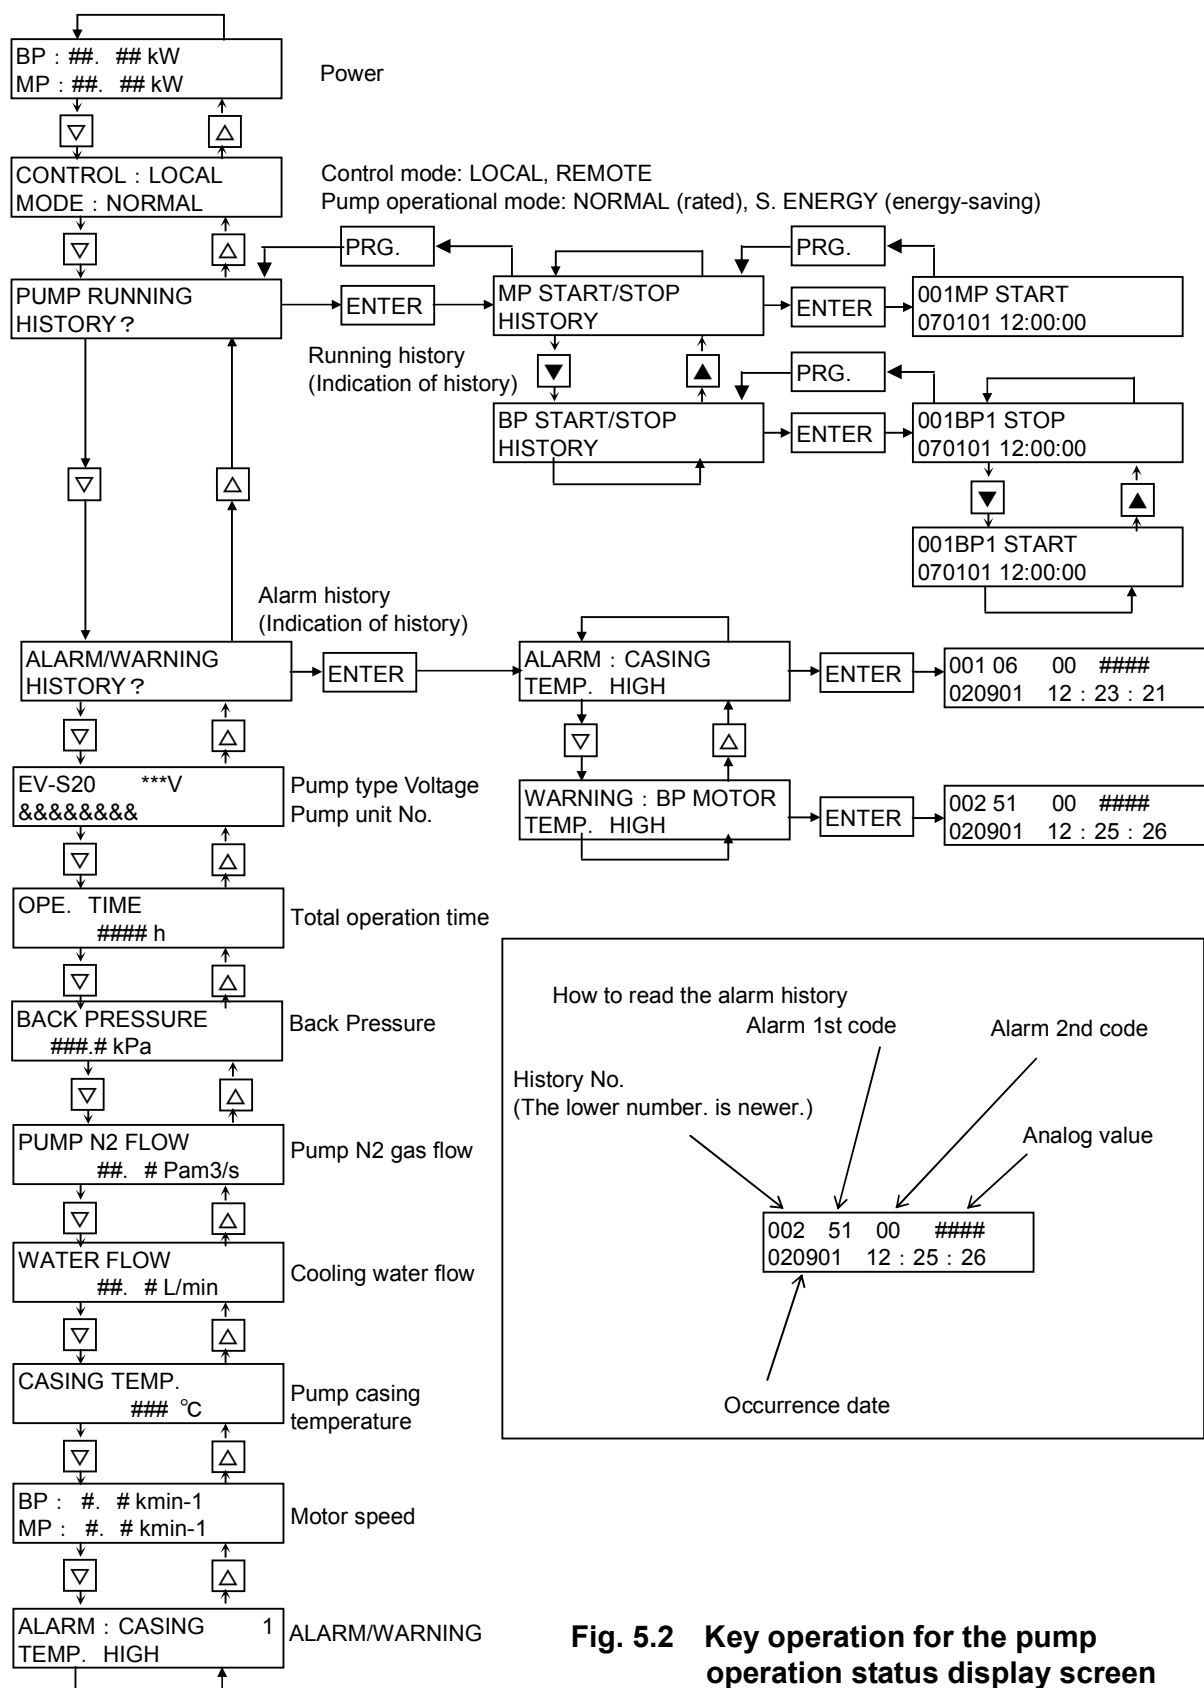 BP : ##. ## kW
MP : ##. ## kW
Power
CONTROL : LOCAL
MODE : NORMAL
Control mode: LOCAL, REMOTE
Pump operational mode: NORMAL (rated), S. ENERGY (energy-saving)
PRG.
PRG.
PUMP RUNNING
HISTORY?
ENTER
MP START/STOP
HISTORY
ENTER
001MP START
070101 12:00:00
Running history
(Indication of history)
PRG.
BP START/STOP
HISTORY
ENTER
001BP1 STOP
070101 12:00:00
001BP1 START
070101 12:00:00
Alarm history
(Indication of history)
ALARM/WARNING
HISTORY?
ENTER
ALARM : CASING
TEMP. HIGH
ENTER
001 06 00 ####
020901 12 : 23 : 21
EV-S20 ***V
&&&&&&&&
Pump type Voltage
Pump unit No.
WARNING : BP MOTOR
TEMP. HIGH
ENTER
002 51 00 ####
020901 12 : 25 : 26
OPE. TIME
#### h
Total operation time
BACK PRESSURE
###.# kPa
Back Pressure
PUMP N2 FLOW
##. # Pam3/s
Pump N2 gas flow
WATER FLOW
##. # L/min
Cooling water flow
CASING TEMP.
### ℃
Pump casing
temperature
BP : #. # kmin-1
MP : #. # kmin-1
Motor speed
ALARM : CASING 1
TEMP. HIGH
ALARM/WARNING
How to read the alarm history
Alarm 1st code
Alarm 2nd code
History No.
(The lower number. is newer.)
Analog value
002 51 00 ####
020901 12 : 25 : 26
Occurrence date
Fig. 5.2 Key operation for the pump
operation status display screen